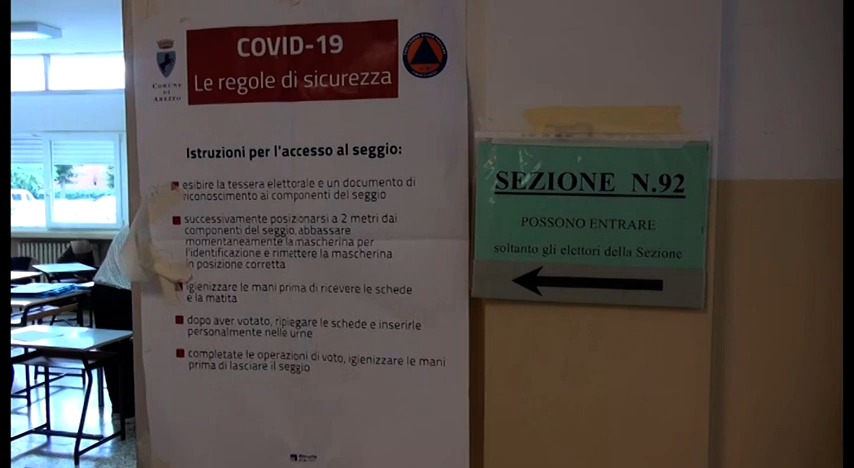 COMUNE
DI
AREZZO
COVID-19
Le regole di sicurezza
Istruzioni per l'accesso al seggio:
esibire la tessera elettorale e un documento di
riconoscimento ai componenti del seggio
successivamente posizionarsi a 2 metri dai
componenti del seggio, abbassare
momentaneamente la mascherina per
l'identificazione e rimettere la mascherina
in posizione corretta
igienizzare le mani prima di ricevere le schede
e la matita
dopo aver votato, ripiegare le schede e inserirle
personalmente nelle urne
completate le operazioni di voto, igienizzare le mani
prima di lasciare il seggio
SEZIONE N.92
POSSONO ENTRARE
soltanto gli elettori della Sezione